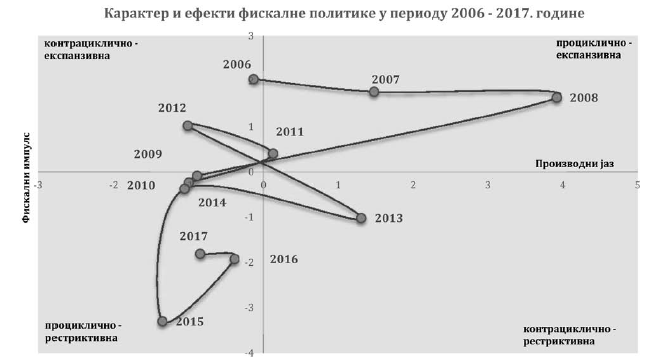 Карактер и ефекти фискалне политике у периоду 2006 - 2017. године
контрациклично -
експанзивна
проциклично -
експанзивна
3
2006
2007
2008
2012
1
2011
2009
Производни јаз
Фискални импулс
-3
-2
0
0
1
2
3
4
5
2010
2014
-1
2013
2017
2016
-2
-3
2015
проциклично -
рестриктивна
контрациклично -
рестриктивна
-4